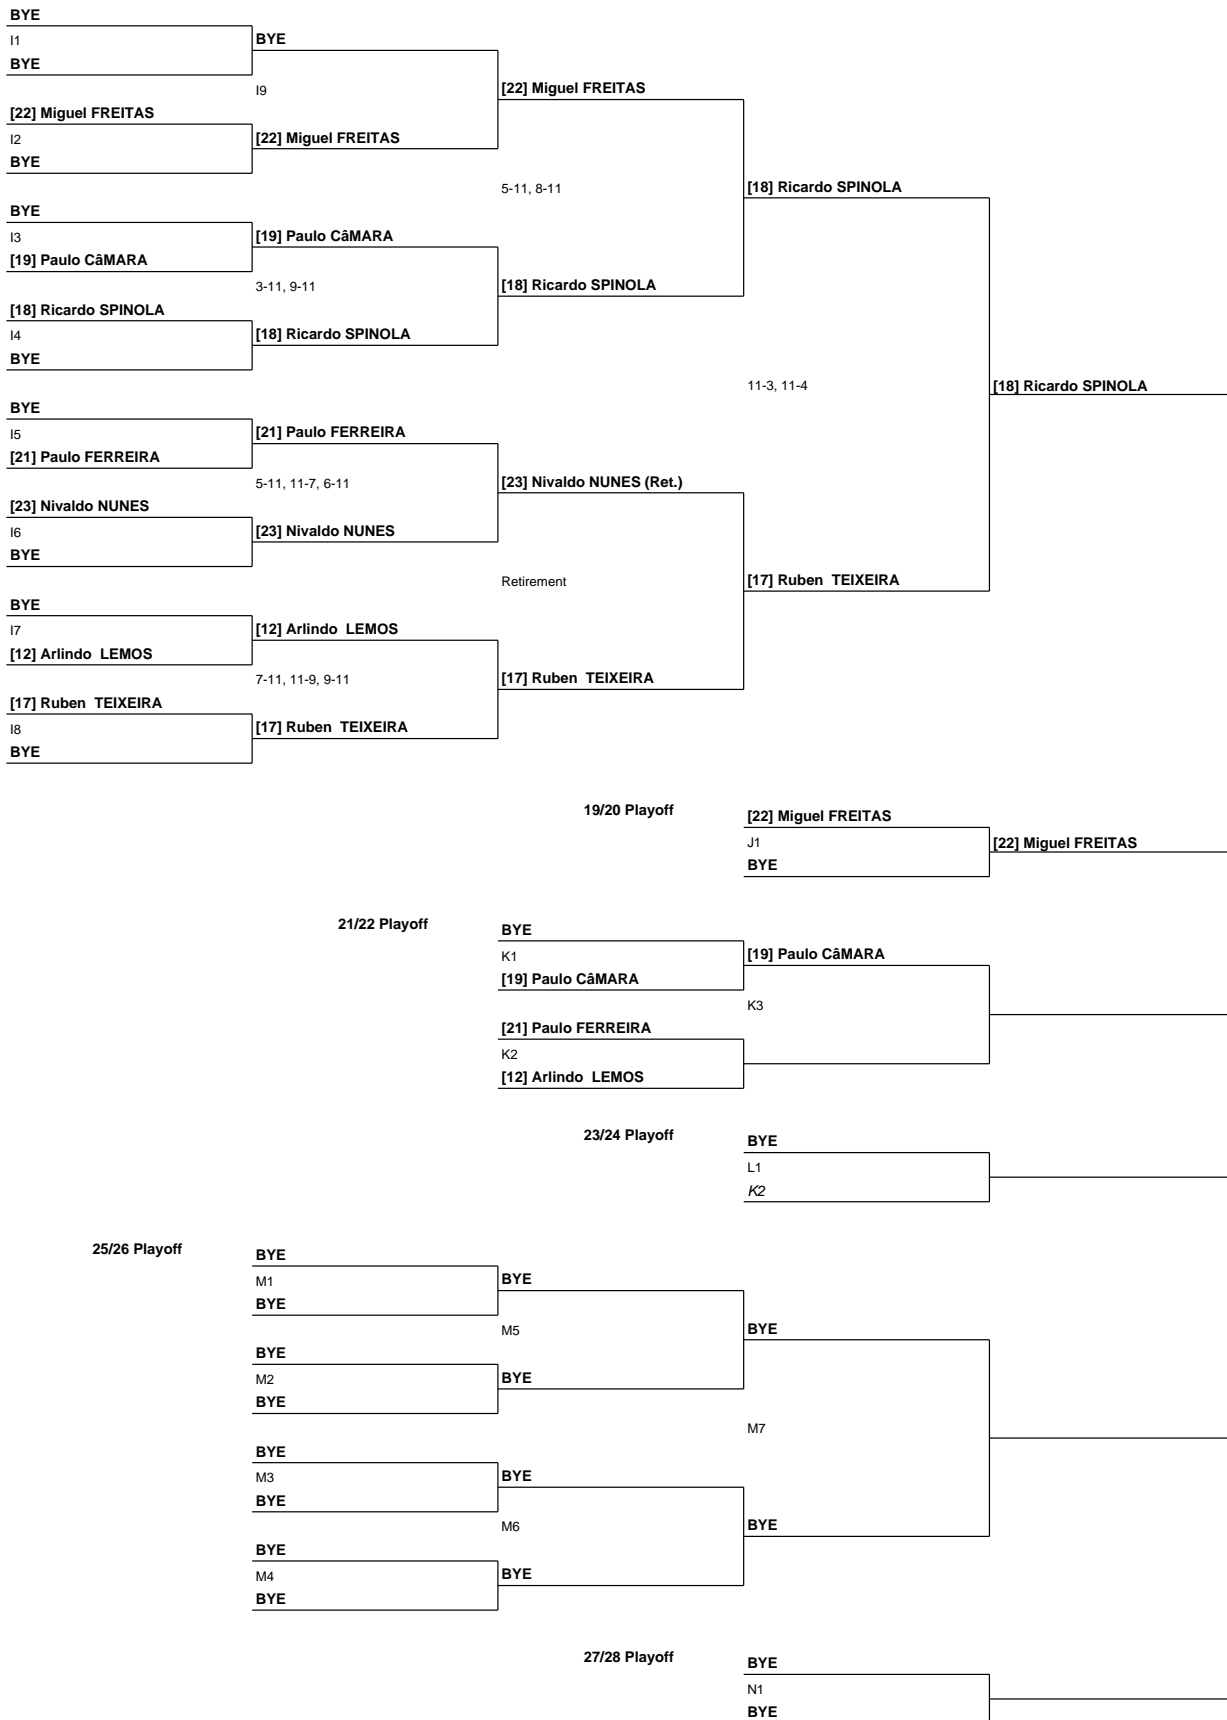 BYE
I1
BYE
BYE
I9
[22] Miguel FREITAS
[22] Miguel FREITAS
I2
[22] Miguel FREITAS
BYE
5-11, 8-11
[18] Ricardo SPINOLA
BYE
I3
[19] Paulo CâMARA
[19] Paulo CâMARA
3-11, 9-11
[18] Ricardo SPINOLA
[18] Ricardo SPINOLA
I4
[18] Ricardo SPINOLA
BYE
11-3, 11-4
[18] Ricardo SPINOLA
BYE
I5
[21] Paulo FERREIRA
[21] Paulo FERREIRA
5-11, 11-7, 6-11
[23] Nivaldo NUNES (Ret.)
[23] Nivaldo NUNES
I6
[23] Nivaldo NUNES
BYE
Retirement
[17] Ruben  TEIXEIRA
BYE
I7
[12] Arlindo  LEMOS
[12] Arlindo  LEMOS
7-11, 11-9, 9-11
[17] Ruben  TEIXEIRA
[17] Ruben  TEIXEIRA
I8
[17] Ruben  TEIXEIRA
BYE
19/20 Playoff
[22] Miguel FREITAS
J1
[22] Miguel FREITAS
BYE
21/22 Playoff
BYE
K1
[19] Paulo CâMARA
[19] Paulo CâMARA
K3
[21] Paulo FERREIRA
K2
[12] Arlindo  LEMOS
23/24 Playoff
BYE
L1
K2
25/26 Playoff
BYE
M1
BYE
BYE
M5
BYE
BYE
M2
BYE
BYE
M7
BYE
M3
BYE
BYE
M6
BYE
BYE
M4
BYE
BYE
27/28 Playoff
BYE
N1
BYE